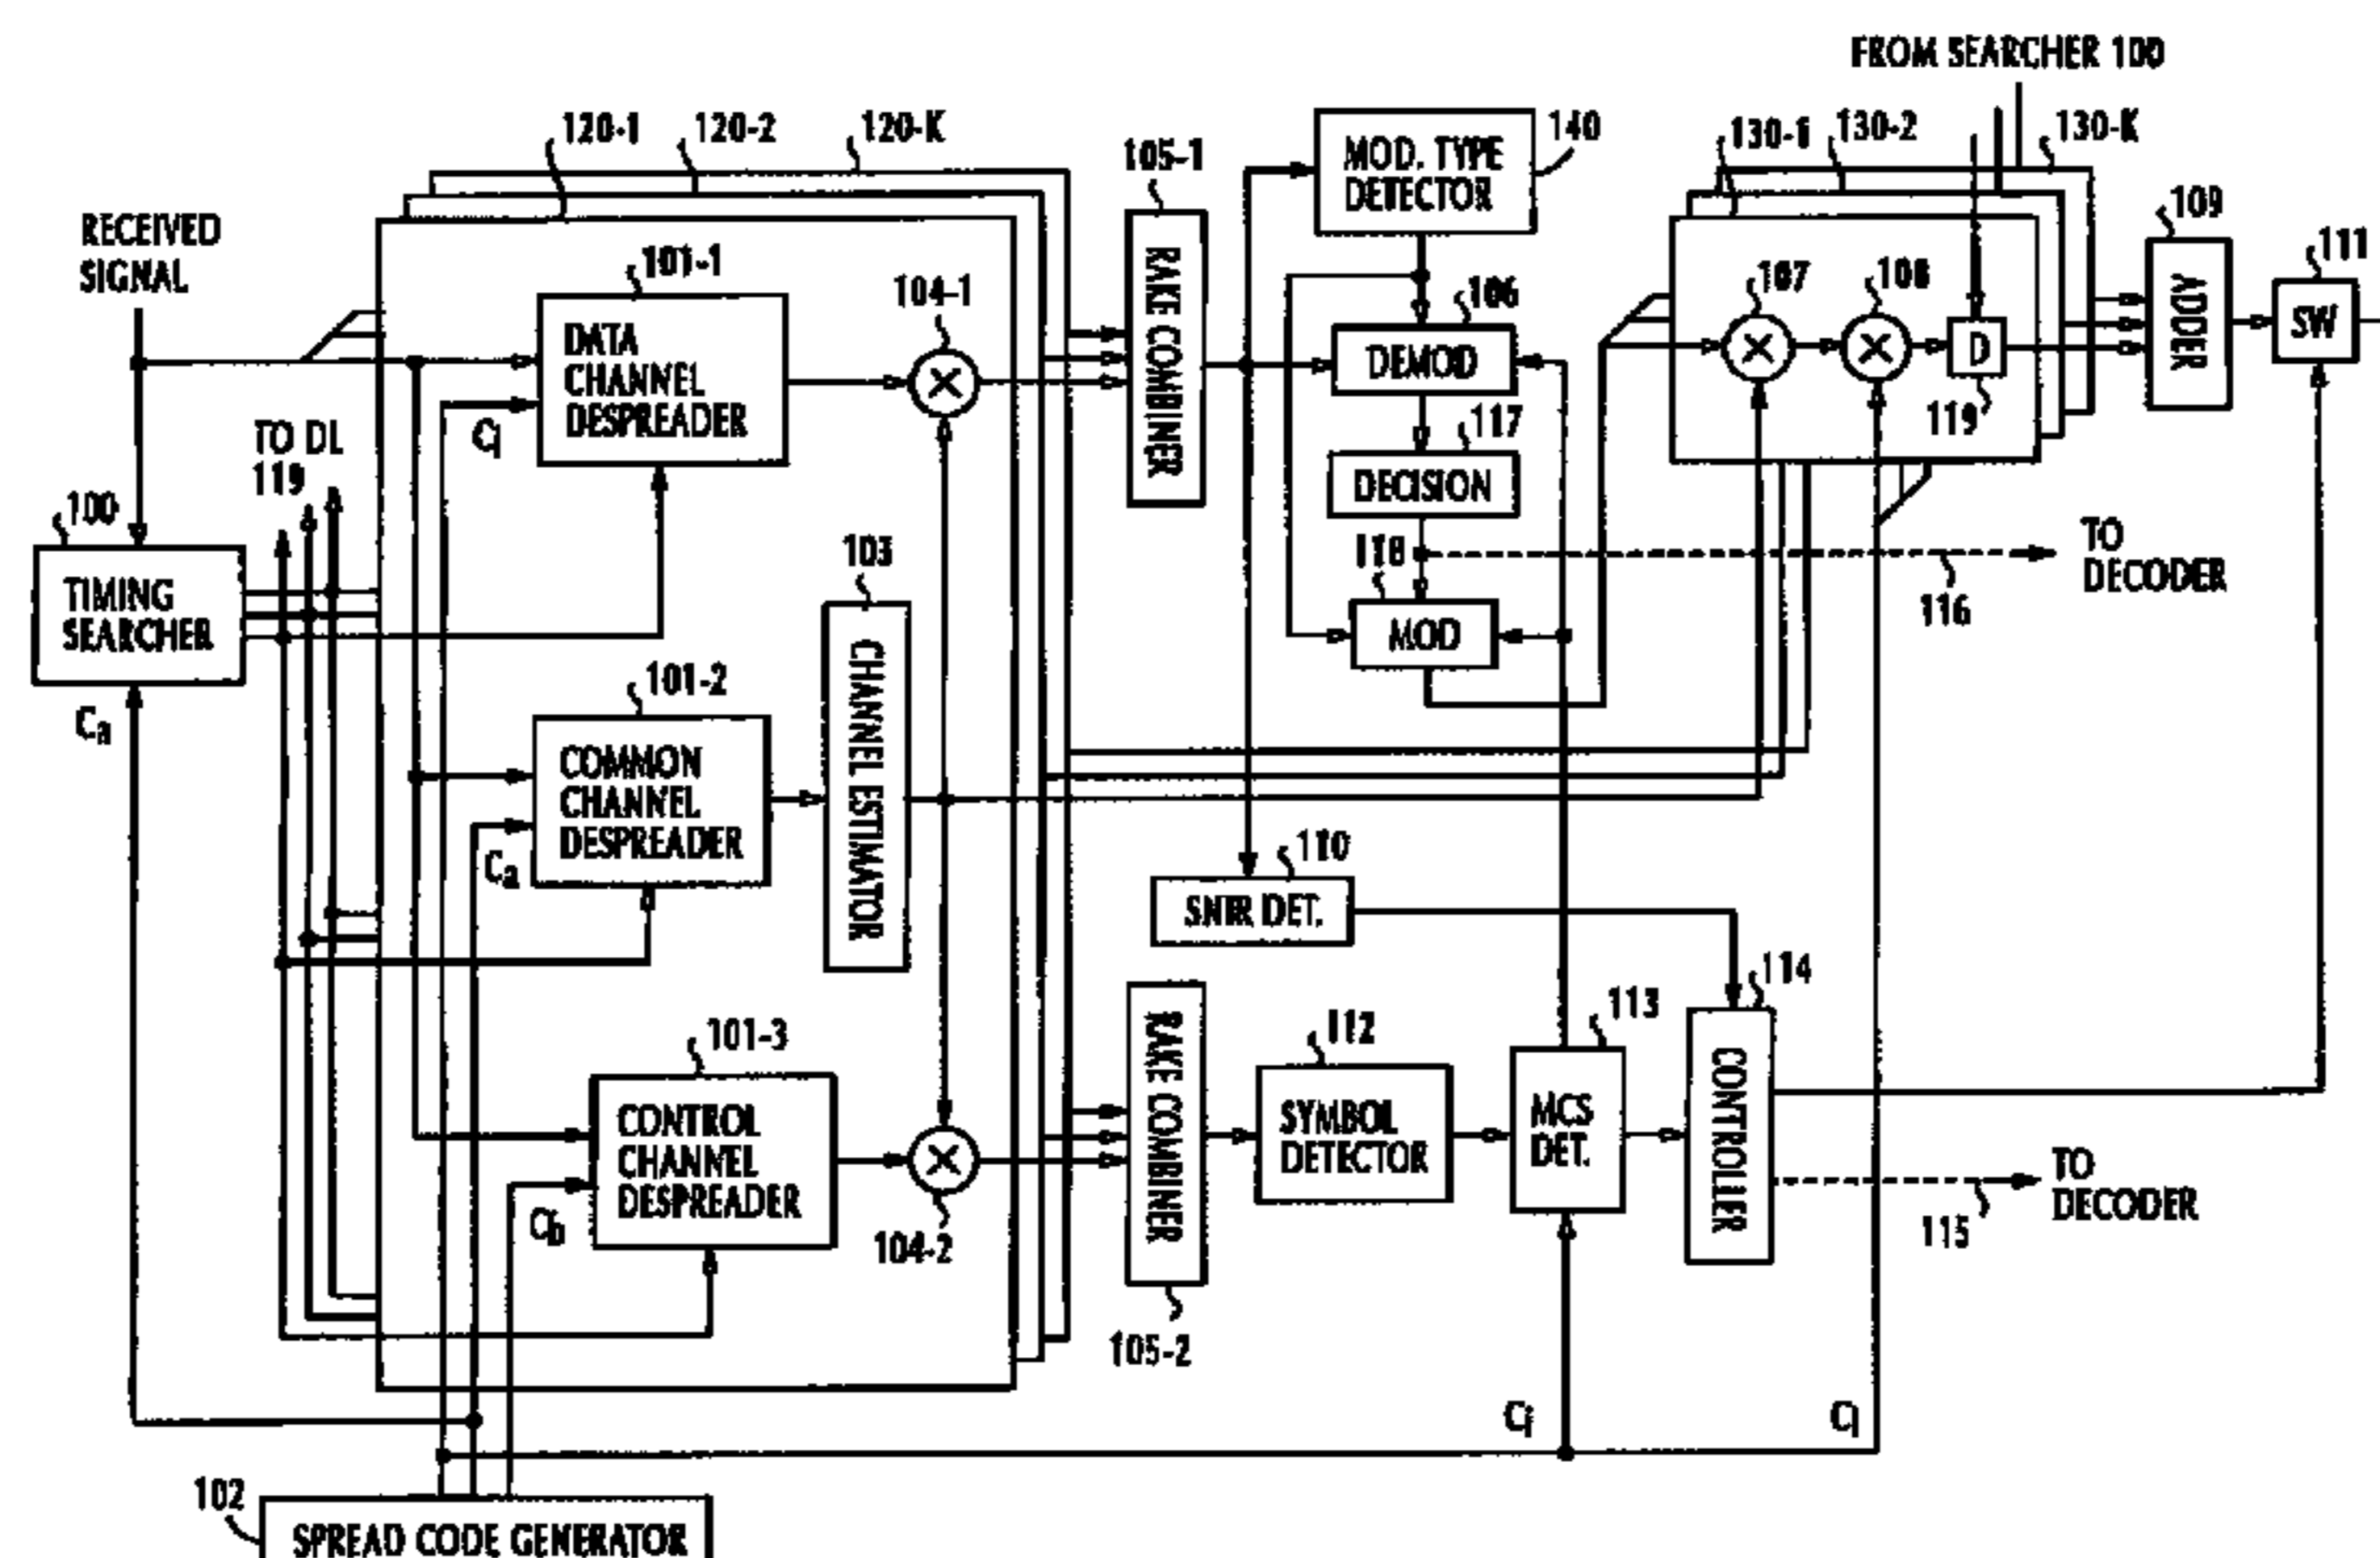 FROM SEARCHER 100
120-1
120-2
120-K
105-1
140
MOD. TYPE
DETECTOR
130-1
130-2
130-K
109
RECEIVED
SIGNAL
101-1
DATA
CHANNEL
DESPREADER
104-1
RAKE COMBINER
106
DEMOD
107
108
D
119
ADDER
111
SW
TO DL
119
Cj
117
DECISION
100
TIMING
SEARCHER
103
118
MOD
116
TO
DECODER
Ca
101-2
COMMON
CHANNEL
DESPREADER
Ca
CHANNEL ESTIMATOR
110
SNIR DET.
114
101-3
CONTROL
CHANNEL
DESPREADER
Cb
104-2
RAKE COMBINER
105-2
112
SYMBOL
DETECTOR
113
MCS
DET.
CONTROLLER
115
TO
DECODER
Cj
Cj
102
SPREAD CODE GENERATOR